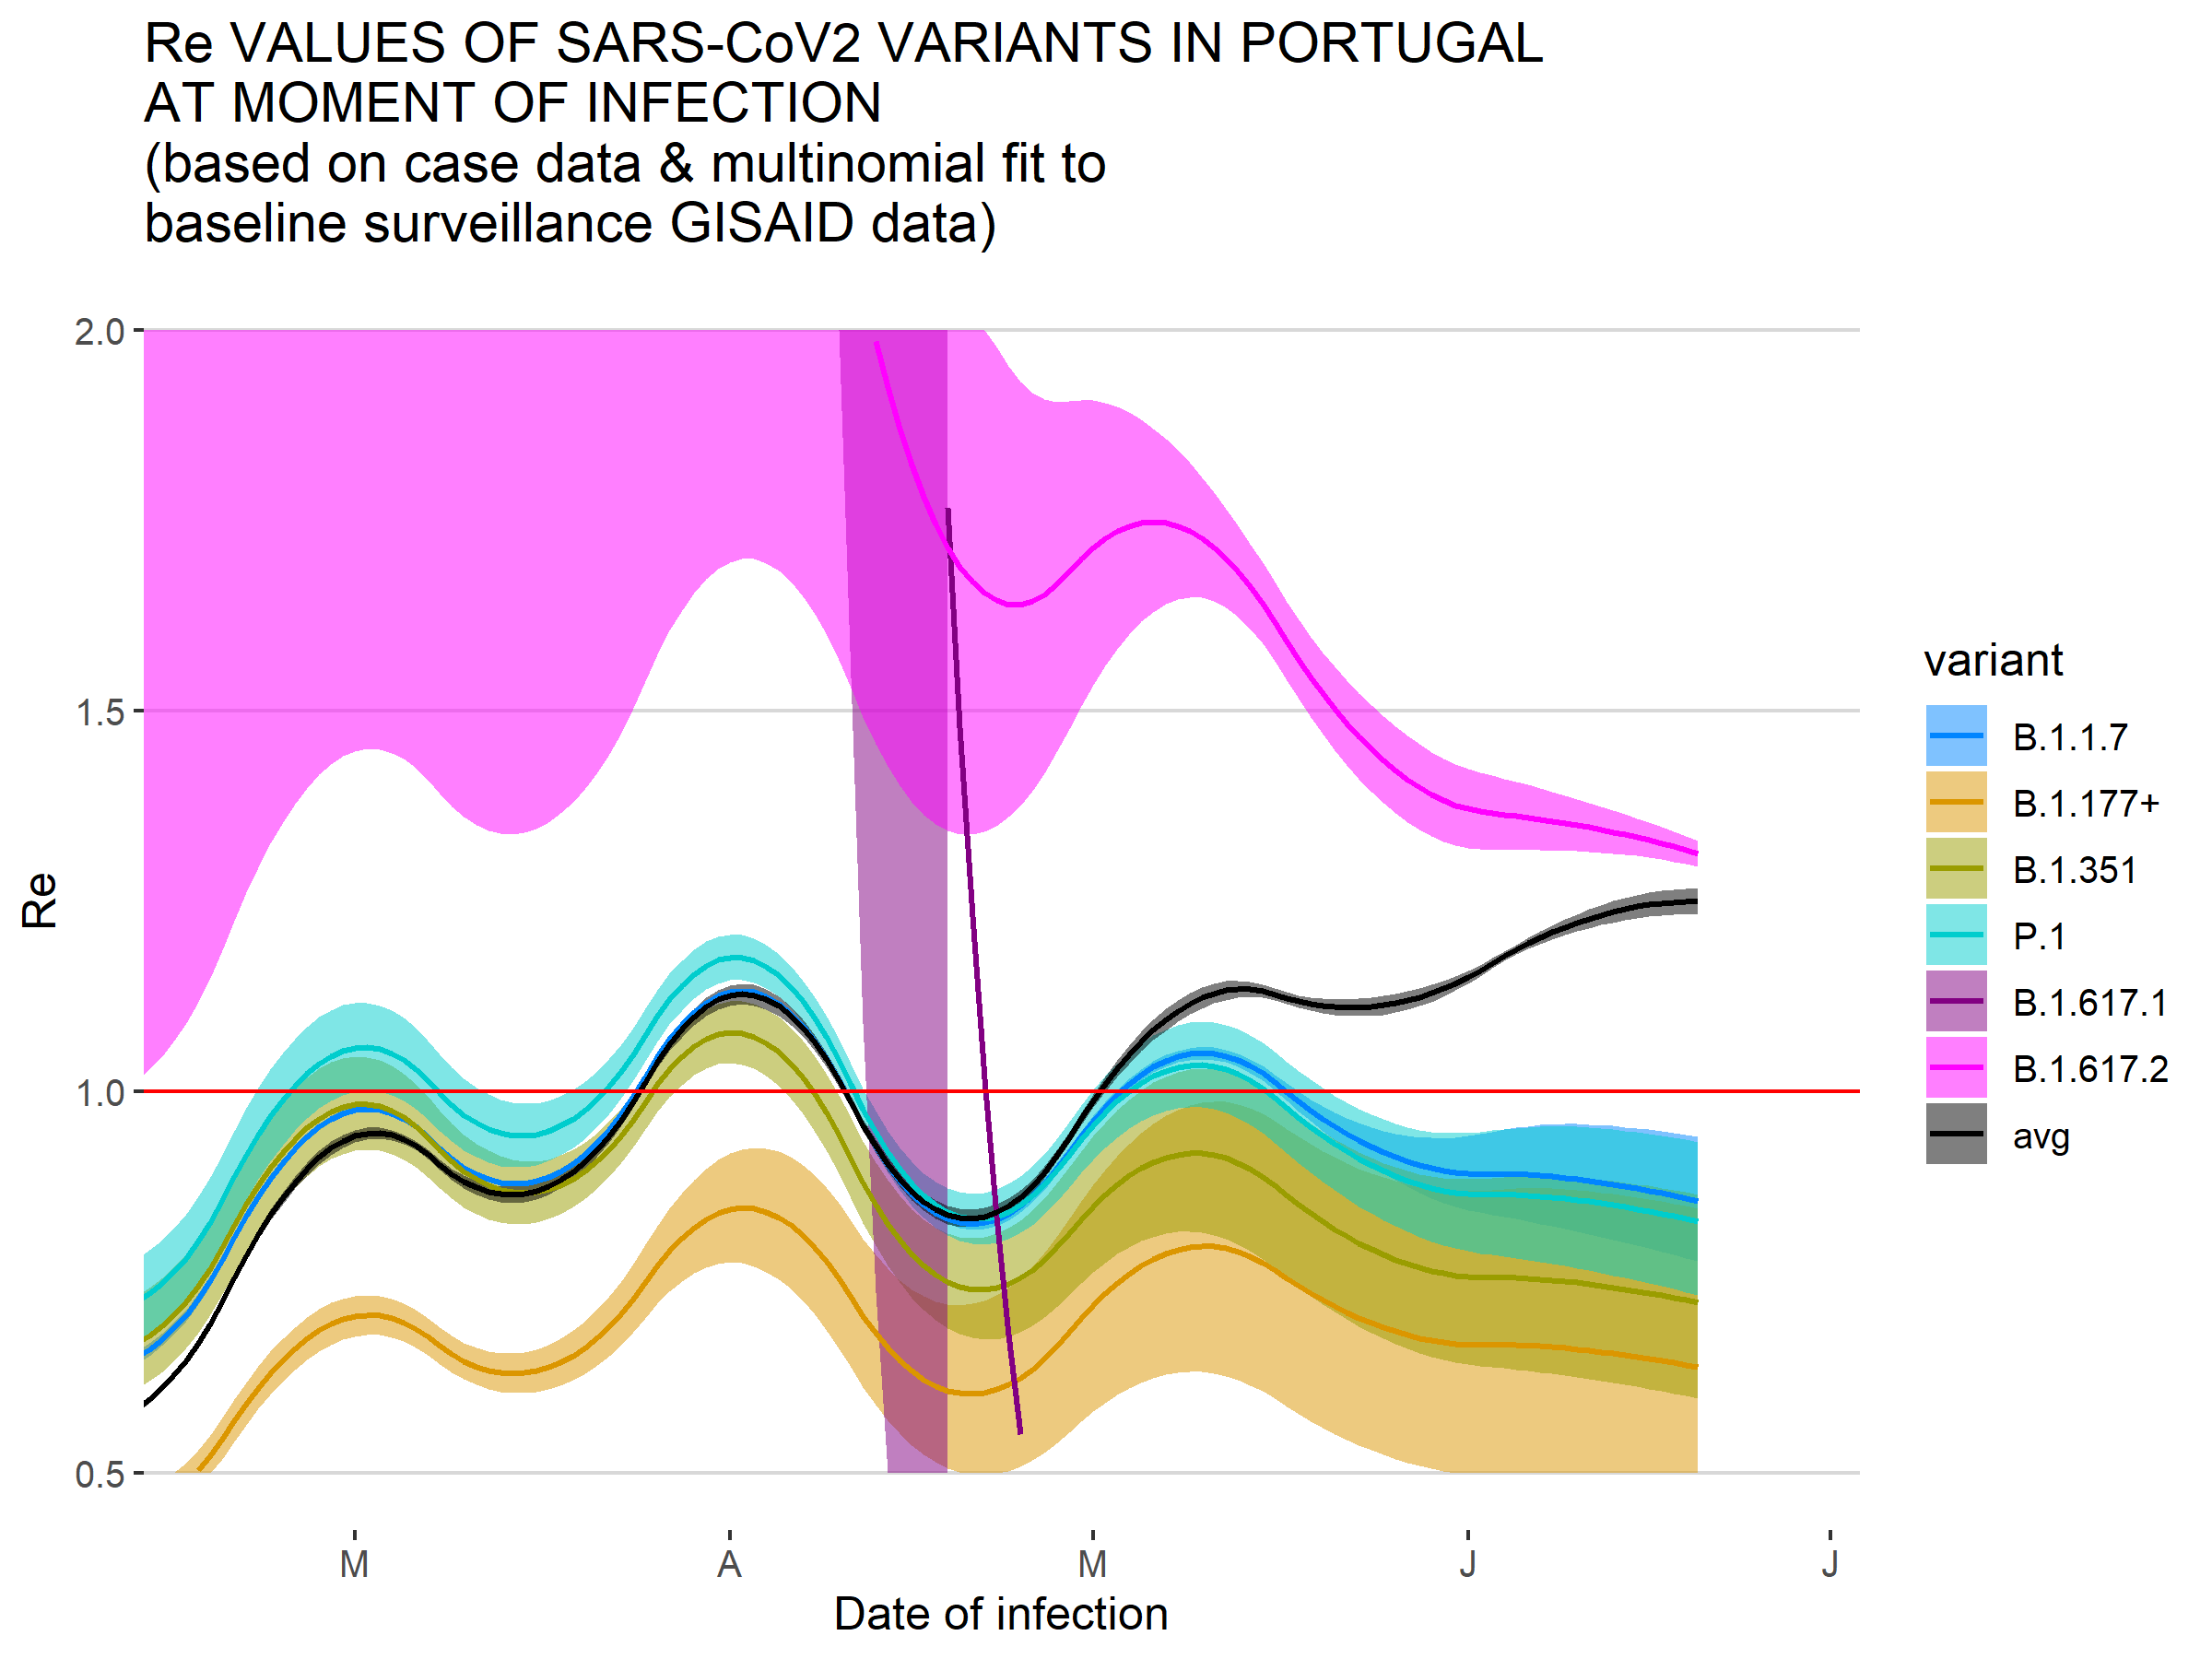 Re VALUES OF SARS-CoV2 VARIANTS IN PORTUGAL
AT MOMENT OF INFECTION
(based on case data & multinomial fit to
baseline surveillance GISAID data)
2.0
1.5
1.0
0.5
Re
M
A
M
J
J
Date of infection
variant
B.1.1.7
B.1.177+
B.1.351
P.1
B.1.617.1
B.1.617.2
avg